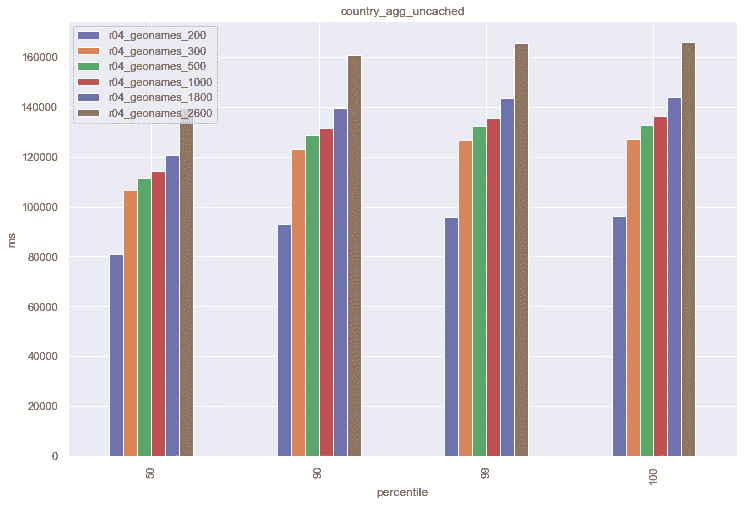 country_agg_uncached
r04_geonames_200
r04_geonames_300
r04_geonames_500
r04_geonames_1000
r04_geonames_1800
r04_geonames_2600
160000
140000
120000
100000
80000
60000
40000
20000
0
ms
50
90
99
100
percentile